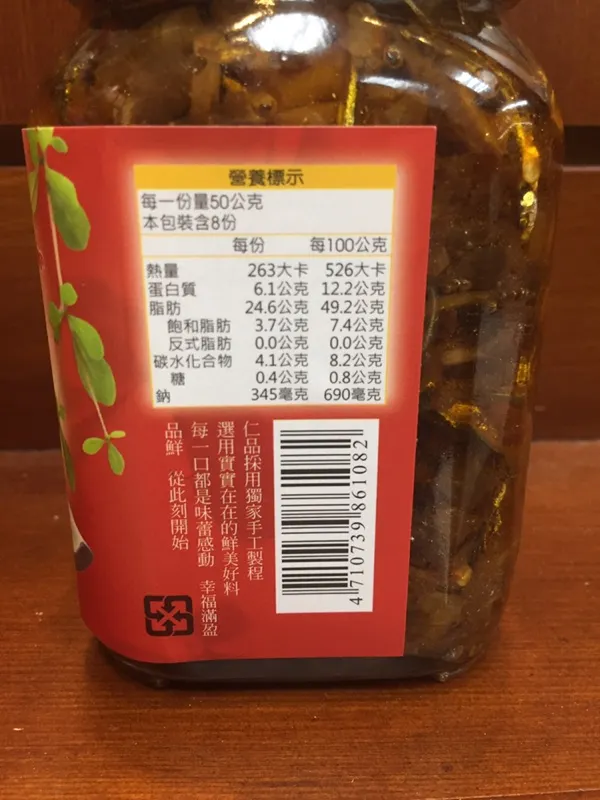 營養標示
每一份量50公克
本包裝含8份
每份 每100公克
熱量 263大卡 526大卡
蛋白質 6.1公克 12.2公克
脂肪 24.6公克 49.2公克
飽和脂肪 3.7公克 7.4公克
反式脂肪 0.0公克 0.0公克
碳水化合物 4.1公克 8.2公克
糖 0.4公克 0.8公克
鈉 345毫克 690毫克
仁品採用獨家手工製程
選用實實在在的鮮美好料
每一口都是味蕾感動 幸福滿盈
品鮮 從此刻開始
4 710739 861082